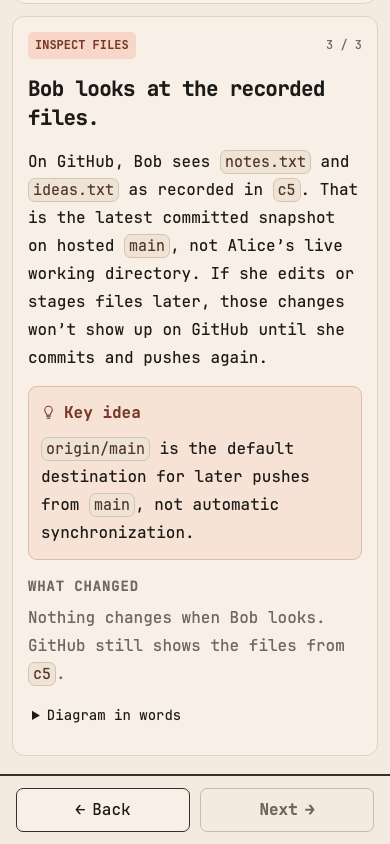 INSPECT FILES
3 / 3
Bob looks at the recorded
files.
On GitHub, Bob sees notes.txt and
ideas.txt as recorded in c5. That
is the latest committed snapshot
on hosted main, not Alice’s live
working directory. If she edits or
stages files later, those changes
won’t show up on GitHub until she
commits and pushes again.
Key idea
origin/main is the default
destination for later pushes
from main, not automatic
synchronization.
WHAT CHANGED
Nothing changes when Bob looks.
GitHub still shows the files from
c5.
▶ Diagram in words
← Back
Next →